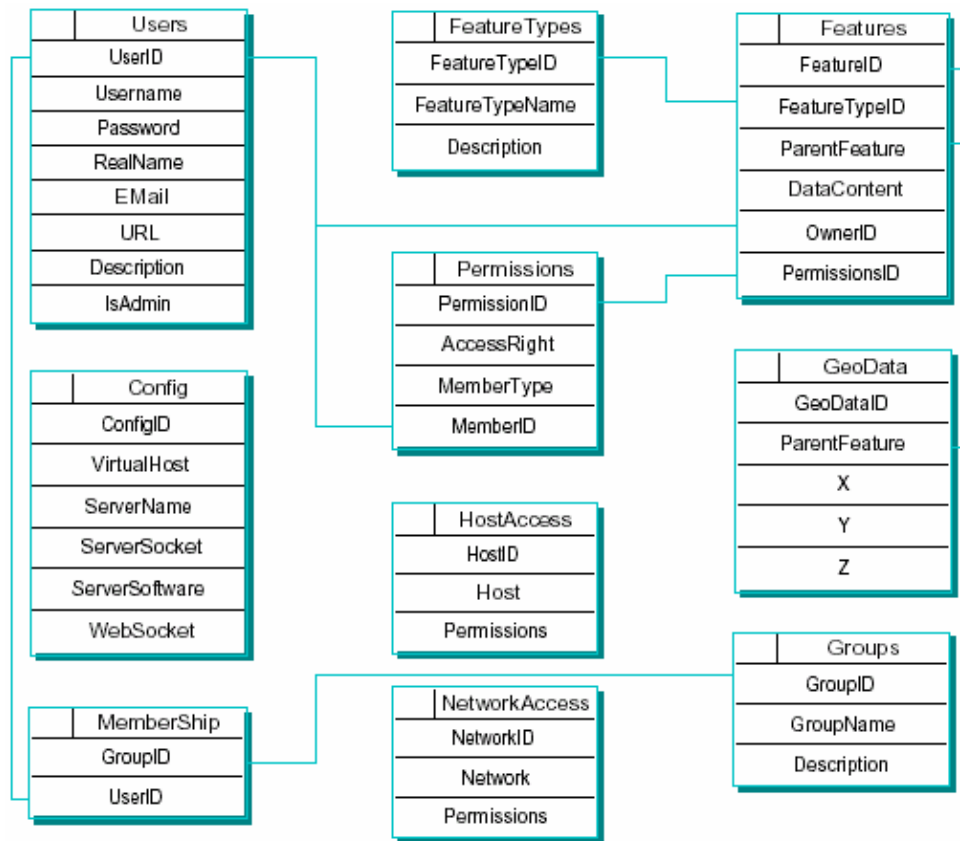 Users
UserID
Username
Password
RealName
EMail
URL
Description
IsAdmin
Config
ConfigID
VirtualHost
ServerName
ServerSocket
ServerSoftware
WebSocket
MemberShip
GroupID
UserID
FeatureTypes
FeatureTypeID
FeatureTypeName
Description
Permissions
PermissionID
AccessRight
MemberType
MemberID
HostAccess
HostID
Host
Permissions
NetworkAccess
NetworkID
Network
Permissions
Features
FeatureID
FeatureTypeID
ParentFeature
DataContent
OwnerID
PermissionsID
GeoData
GeoDataID
ParentFeature
X
Y
Z
Groups
GroupID
GroupName
Description